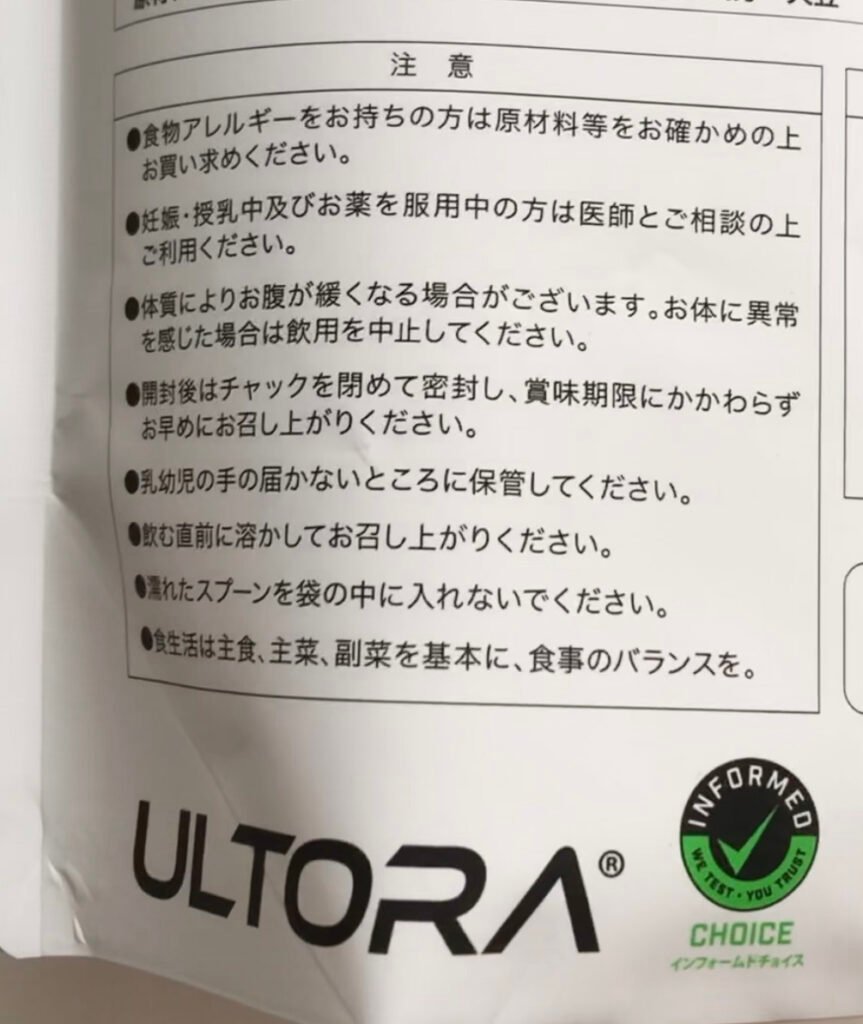 注 意
●食物アレルギーをお持ちの方は原材料等をお確かめの上
お買い求めください。
●妊娠・授乳中及びお薬を服用中の方は医師とご相談の上
ご利用ください。
●体質によりお腹が緩くなる場合がございます。お体に異常
を感じた場合は飲用を中止してください。
●開封後はチャックを閉めて密封し、賞味期限にかかわらず
お早めにお召し上がりください。
●乳幼児の手の届かないところに保管してください。
●飲む直前に溶かしてお召し上がりください。
●濡れたスプーンを袋の中に入れないでください。
●食生活は主食、主菜、副菜を基本に、食事のバランスを。
ULTORA®
INFORMED
WE TEST・YOU TRUST
CHOICE
インフォームドチョイス